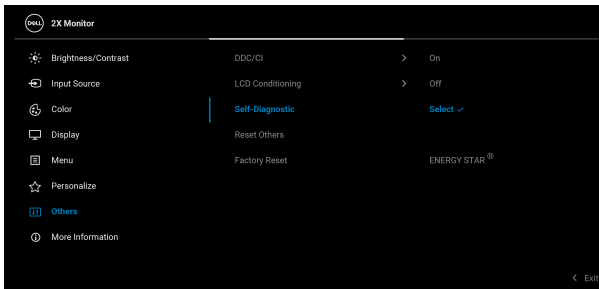 DELL 2X Monitor
Brightness/Contrast DDC/CI > On
Input Source LCD Conditioning > Off
Color Self-Diagnostic Select ✓
Display Reset Others
Menu Factory Reset ENERGY STAR®
Personalize
Others
More Information
< Exit